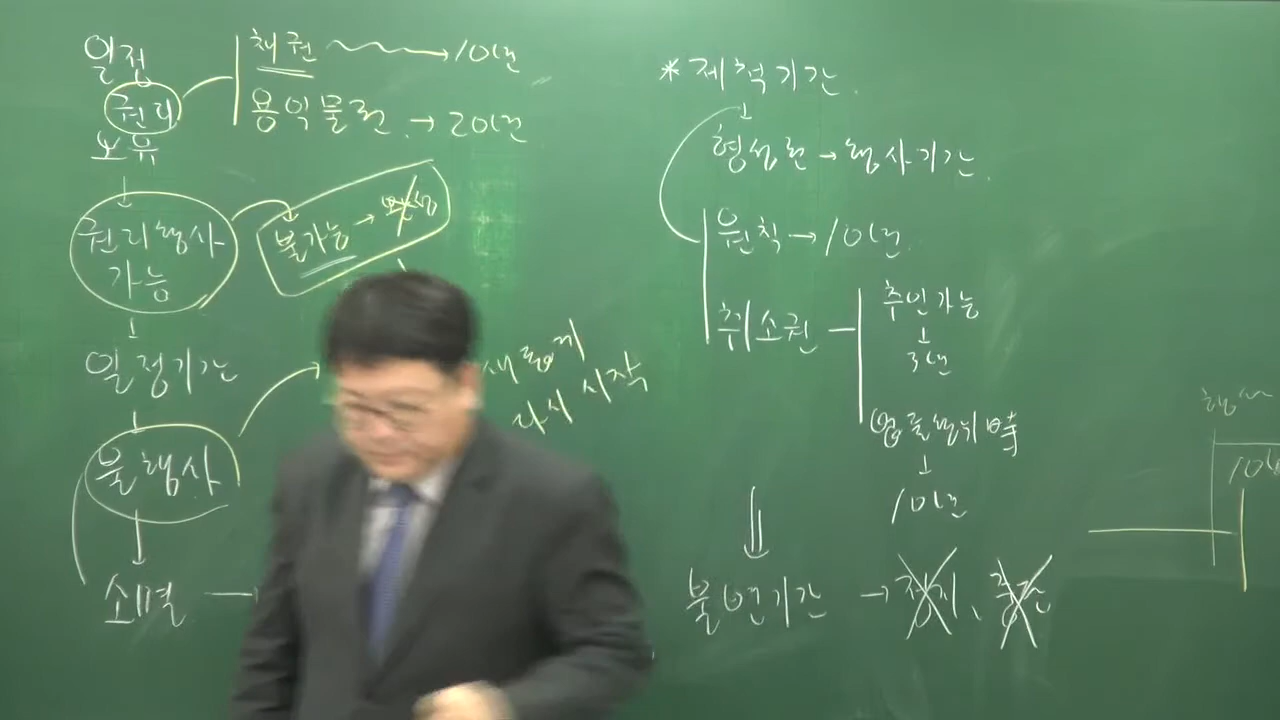 일정
권리
보유
채권 → 10년
용익물권 → 20년
권리행사
가능
불가능 → 완성
일정기간
불행사
소멸 →
새롭게
다시 시작
* 제척기간
↓
형성권 → 행사기간
원칙 → 10년
취소권
추인가능
↓
3년
법률행위時
↓
10년
불변기간 → 정지、중단
10년